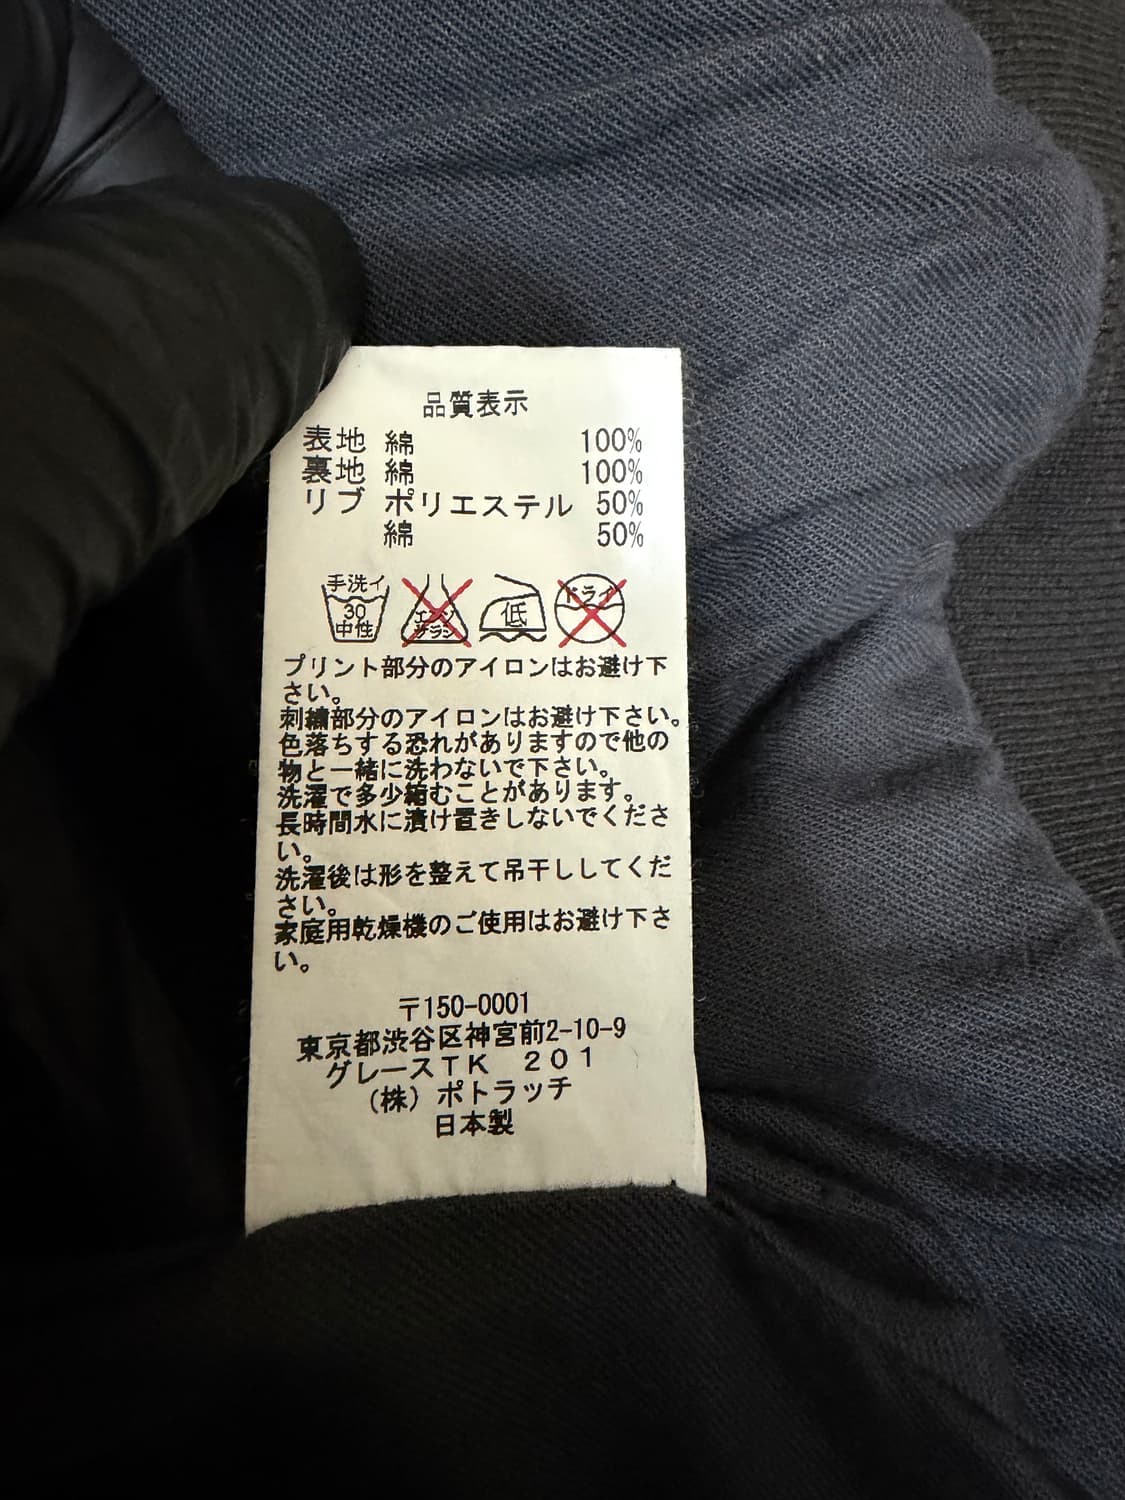 品質表示
表地 綿 100%
裏地 綿 100%
リブ ポリエステル 50%
綿 50%
手洗イ
30
中性
エンソ
サラシ
低
ドライ
プリント部分のアイロンはお避け下
さい。
刺繍部分のアイロンはお避け下さい。
色落ちする恐れがありますので他の
物と一緒に洗わないで下さい。
洗濯で多少縮むことがあります。
長時間水に漬け置きしないでくださ
い。
洗濯後は形を整えて吊干ししてくだ
さい。
家庭用乾燥機のご使用はお避け下さ
い。
〒150-0001
東京都渋谷区神宮前2-10-9
グレースTK 201
(株) ポトラッチ
日本製